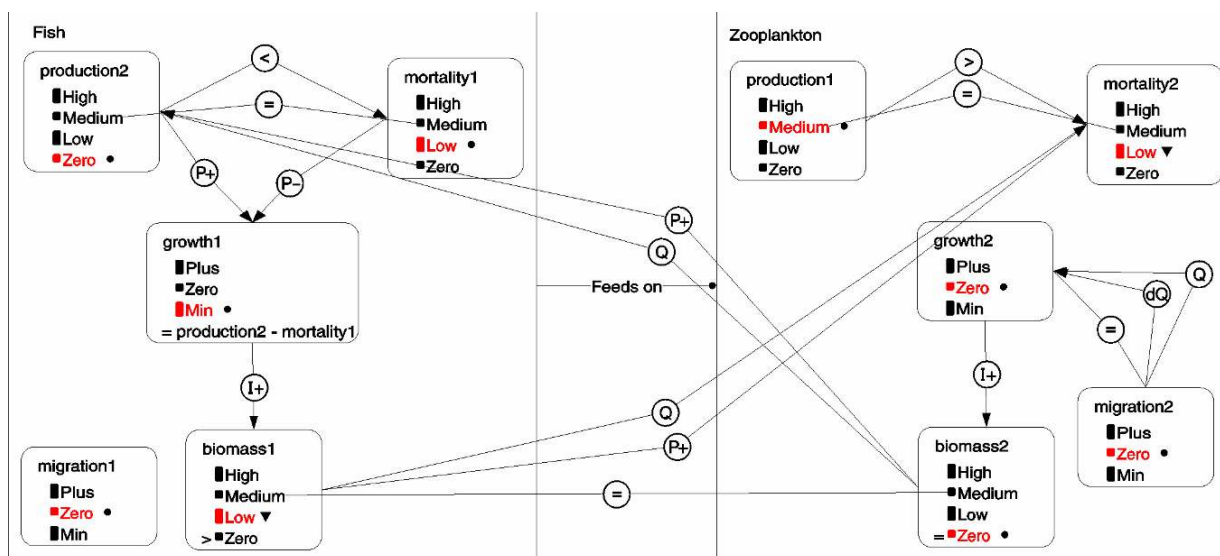 Fish
production2
High
Medium
Low
Zero
<
=
mortality1
High
Medium
Low
Zero
P+
P-
growth1
Plus
Zero
Min
= production2 - mortality1
I+
migration1
Plus
Zero
Min
biomass1
High
Medium
Low
> Zero
Feeds on
P+
Q
Q
P+
=
Zooplankton
production1
High
Medium
Low
Zero
>
=
mortality2
High
Medium
Low
Zero
growth2
Plus
Zero
Min
Q
dQ
=
I+
migration2
Plus
Zero
Min
biomass2
High
Medium
Low
= Zero